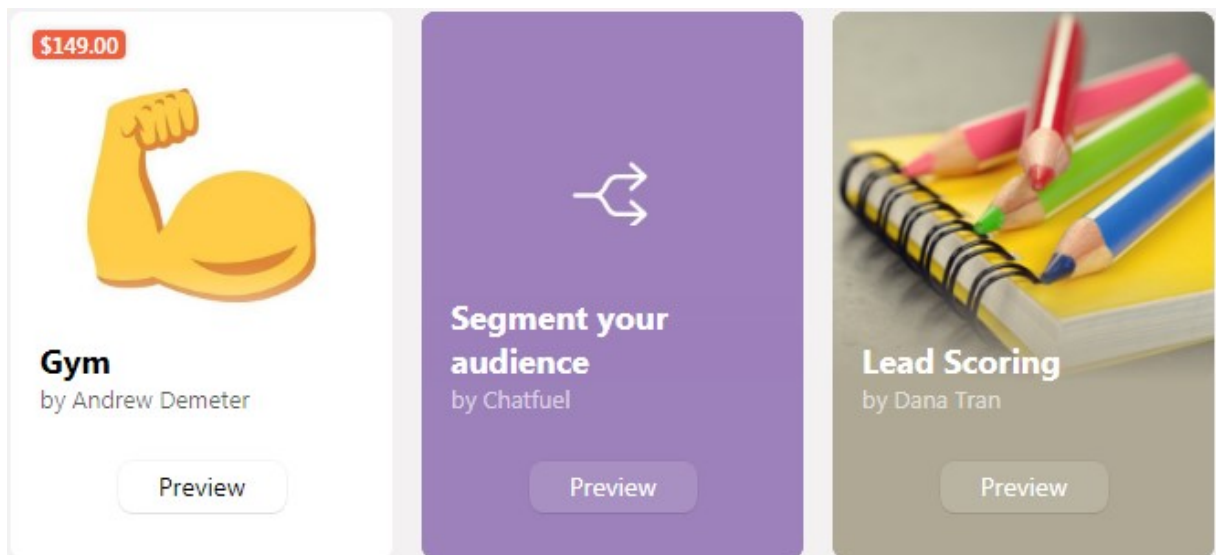 $149.00
Gym
by Andrew Demeter
Preview
Segment your
audience
by Chatfuel
Preview
Lead Scoring
by Dana Tran
Preview